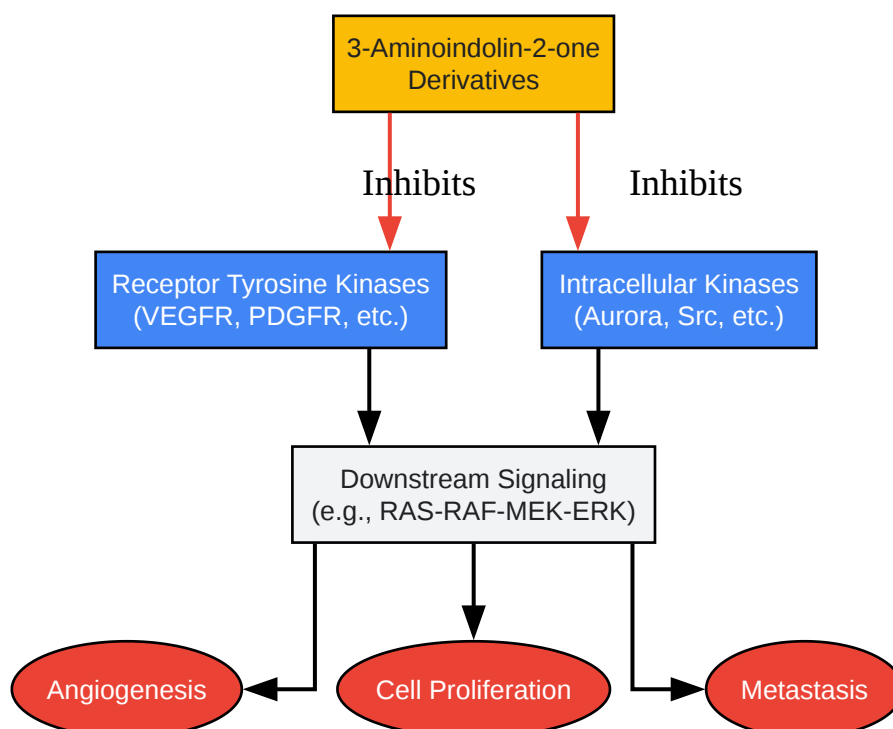 3-Aminoindolin-2-one
Derivatives
Inhibits
Inhibits
Receptor Tyrosine Kinases
(VEGFR, PDGFR, etc.)
Intracellular Kinases
(Aurora, Src, etc.)
Downstream Signaling
(e.g., RAS-RAF-MEK-ERK)
Angiogenesis
Cell Proliferation
Metastasis